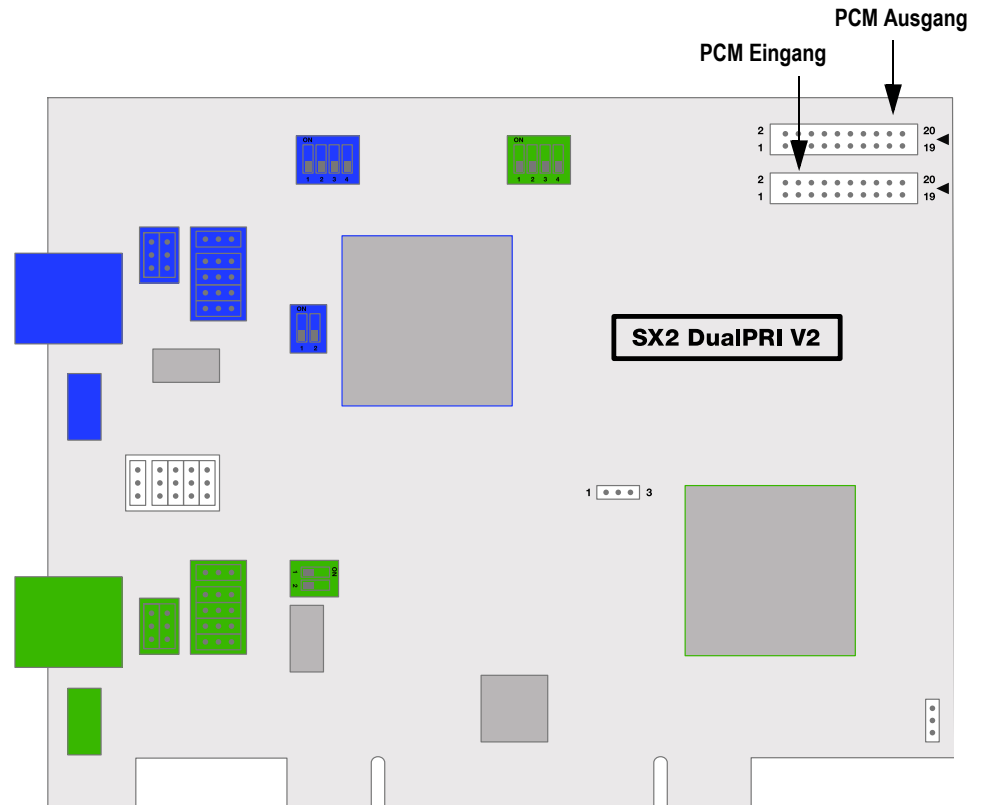 PCM Ausgang
PCM Eingang
2 20
1 19
2 20
1 19
ON
1 2 3 4
ON
1 2 3 4
ON
1 2
SX2 DualPRI V2
1 3
ON
1
2